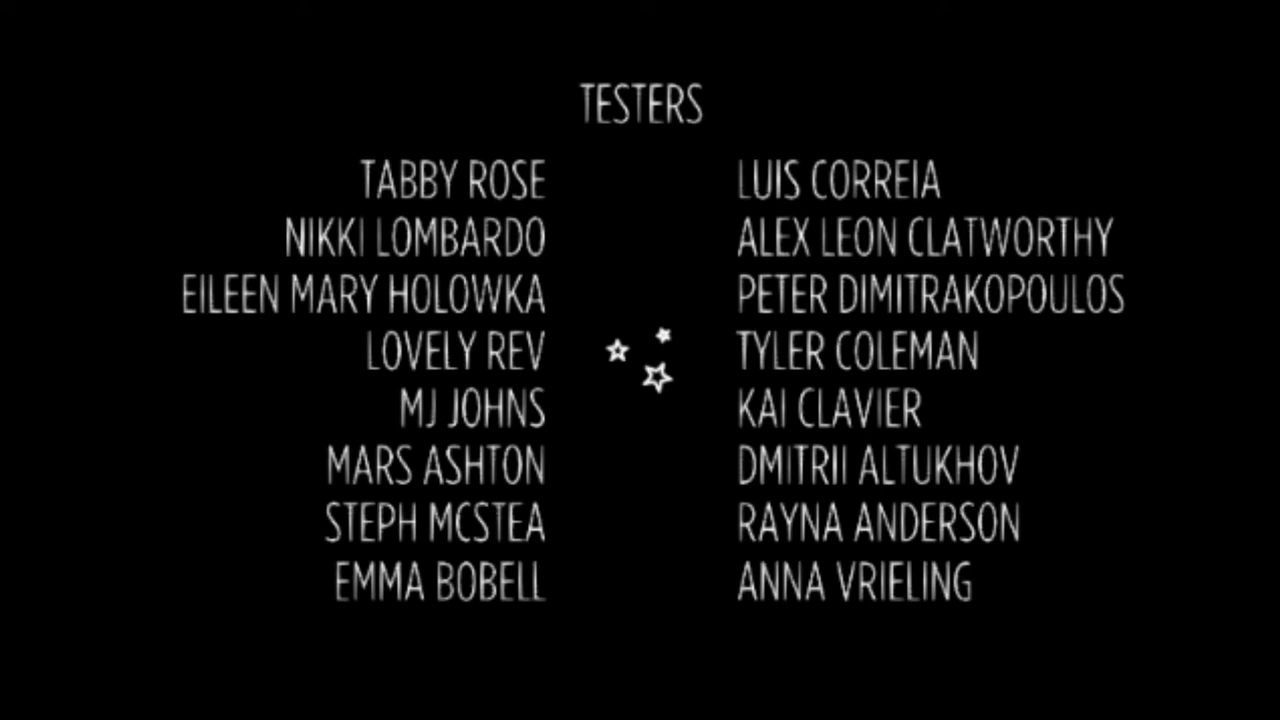 TESTERS
TABBY ROSE
NIKKI LOMBARDO
EILEEN MARY HOLOWKA
LOVELY REV
MJ JOHNS
MARS ASHTON
STEPH MCSTEA
EMMA BOBELL
LUIS CORREIA
ALEX LEON CLATWORTHY
PETER DIMITRAKOPOULOS
TYLER COLEMAN
KAI CLAVIER
DMITRII ALTUKHOV
RAYNA ANDERSON
ANNA VRIELING